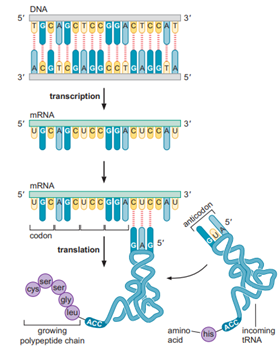 DNA
5' T G C A G C T C C G G A C T C C A T 3'
3' A C G T C G A G G C C T G A G G T A 5'
transcription
mRNA
5' U G C A G C U C C G G A C U C C A U 3'
mRNA
5' U G C A G C U C C G G A C U C C A U 3'
codon
translation
G A G 5'
anticodon
G U A 5'
cys ser ser gly leu ACC
growing
polypeptide chain
amino
acid
his ACC
incoming
tRNA